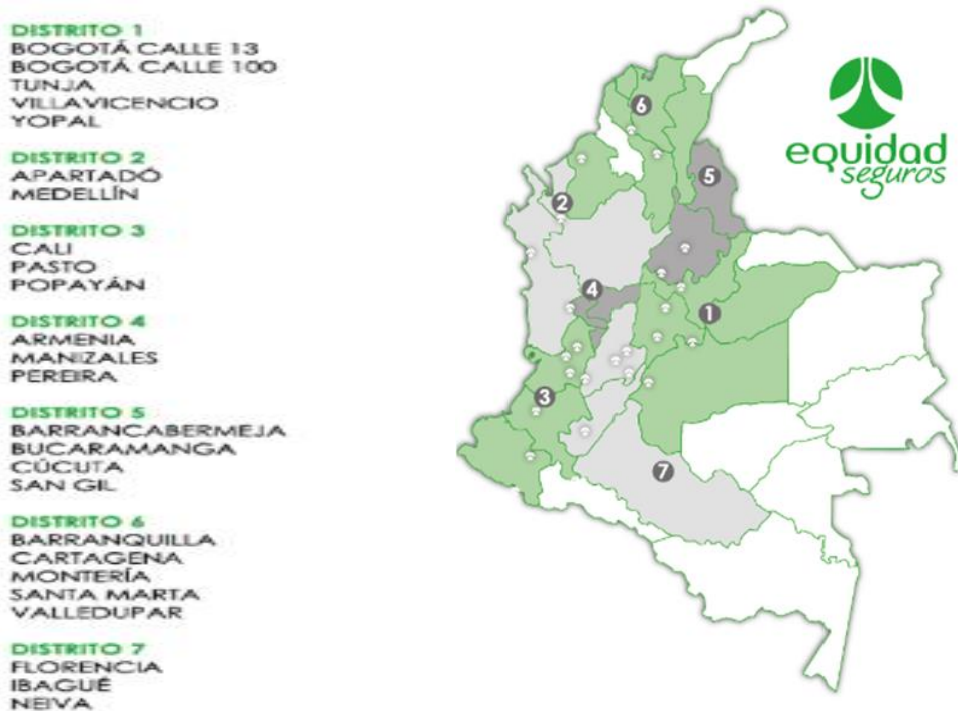 DISTRITO 1
BOGOTÁ CALLE 13
BOGOTÁ CALLE 100
TUNJA
VILLAVICENCIO
YOPAL
DISTRITO 2
APARTADÓ
MEDELLÍN
DISTRITO 3
CALI
PASTO
POPAYÁN
DISTRITO 4
ARMENIA
MANIZALES
PEREIRA
DISTRITO 5
BARRANCABERMEJA
BUCARAMANGA
CÚCUTA
SAN GIL
DISTRITO 6
BARRANQUILLA
CARTAGENA
MONTERÍA
SANTA MARTA
VALLEDUPAR
DISTRITO 7
FLORENCIA
IBAGUÉ
NEIVA
6
5
2
4
1
3
7
equidad
seguros